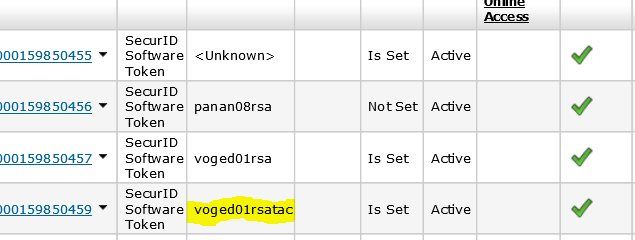 Online
Access
000159850455 SecurID Software Token <Unknown> Is Set Active
000159850456 SecurID Software Token panan08rsa Not Set Active
000159850457 SecurID Software Token voged01rsa Is Set Active
000159850459 SecurID Software Token voged01rsatac Is Set Active